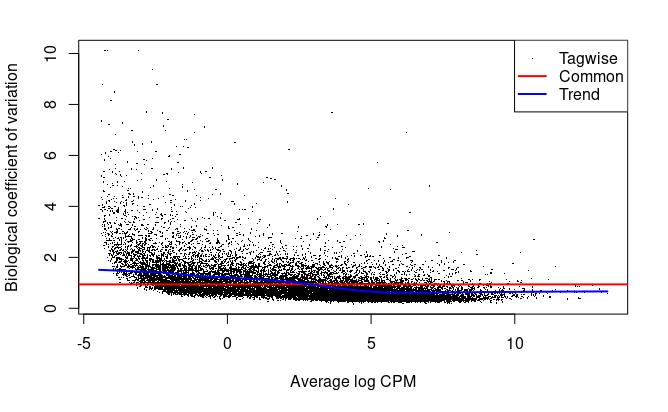 Biological coefficient of variation
10
8
6
4
2
0
Tagwise
Common
Trend
-5
0
5
10
Average log CPM